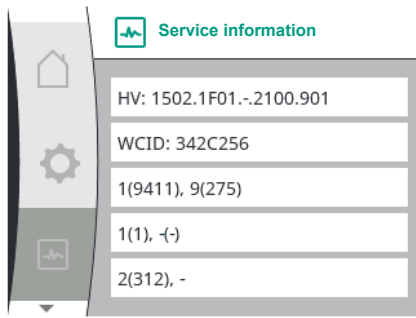 Service information
HV: 1502.1F01.-.2100.901
WCID: 342C256
1(9411), 9(275)
1(1), -(-)
2(312), -